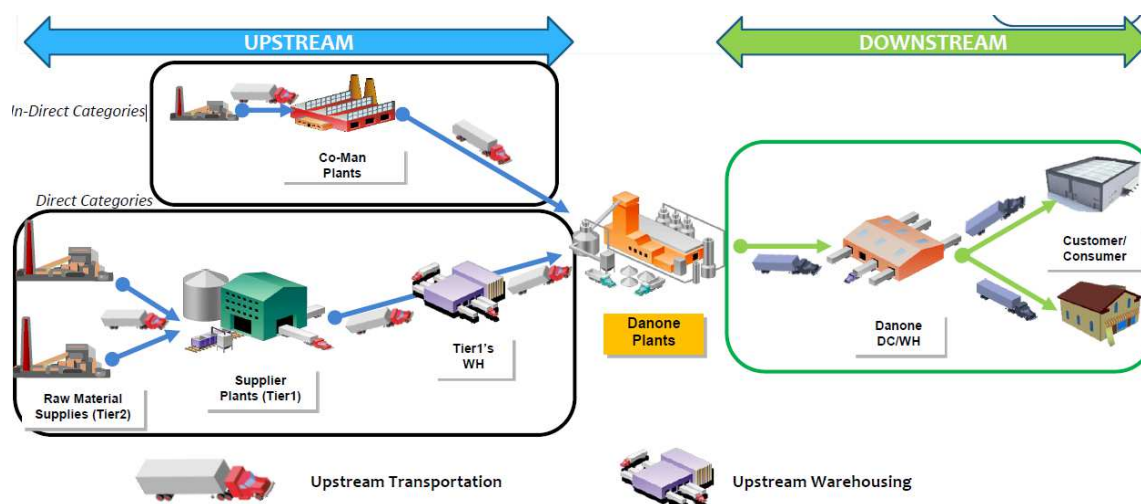 UPSTREAM
DOWNSTREAM
In-Direct Categories
Co-Man
Plants
Direct Categories
Customer/
Consumer
Danone
Plants
Danone
DC/WH
Tier1's
WH
Supplier
Plants (Tier1)
Raw Material
Supplies (Tier2)
Upstream Transportation
Upstream Warehousing